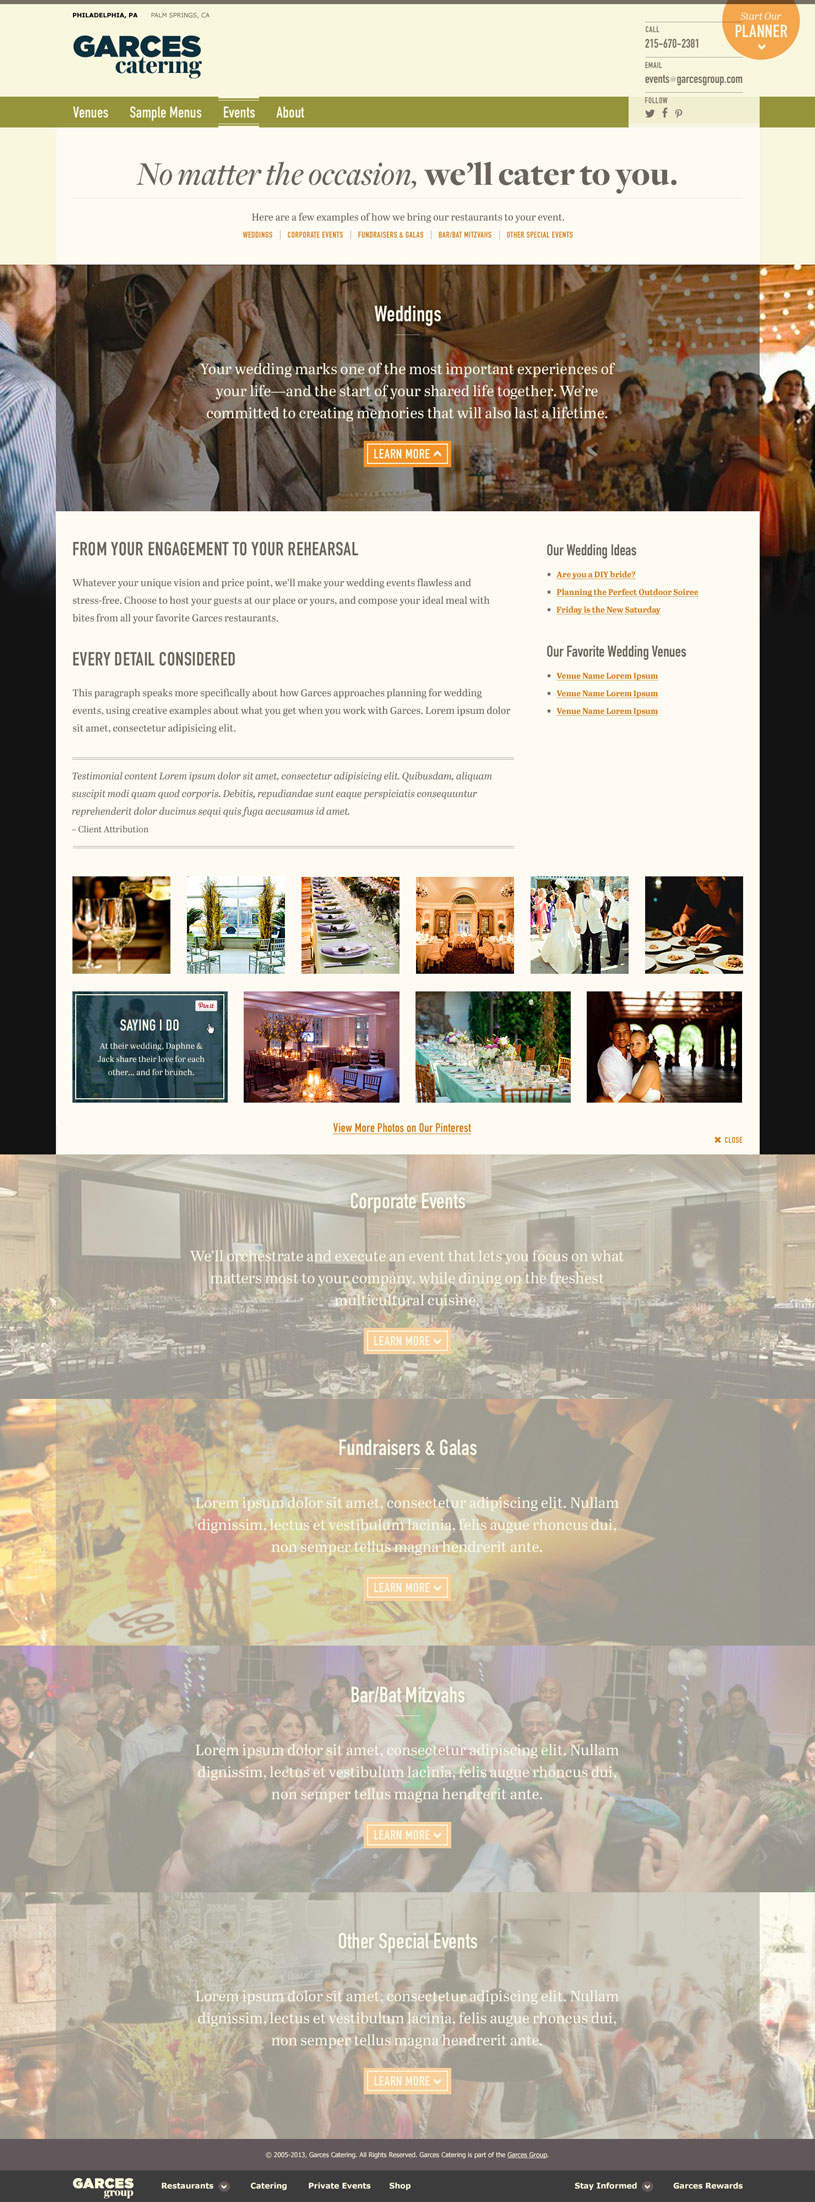 PHILADELPHIA, PA PALM SPRINGS, CA
GARCES
catering
Start Our
PLANNER
CALL
215-670-2381
EMAIL
events@garcesgroup.com
FOLLOW
Venues Sample Menus Events About
No matter the occasion, we'll cater to you.
Here are a few examples of how we bring our restaurants to your event.
WEDDINGS | CORPORATE EVENTS | FUNDRAISERS & GALAS | BAR/BAT MITZVAHS | OTHER SPECIAL EVENTS
Weddings
Your wedding marks one of the most important experiences of
your life—and the start of your shared life together. We're
committed to creating memories that will also last a lifetime.
LEARN MORE
FROM YOUR ENGAGEMENT TO YOUR REHEARSAL
Whatever your unique vision and price point, we'll make your wedding events flawless and
stress-free. Choose to host your guests at our place or yours, and compose your ideal meal with
bites from all your favorite Garces restaurants.
EVERY DETAIL CONSIDERED
This paragraph speaks more specifically about how Garces approaches planning for wedding
events, using creative examples about what you get when you work with Garces. Lorem ipsum dolor
sit amet, consectetur adipisicing elit.
Testimonial content Lorem ipsum dolor sit amet, consectetur adipisicing elit. Quibusdam, aliquam
suscipit modi quam quod corporis. Debitis, repudiandae sunt eaque perspiciatis consequuntur
reprehenderit dolor ducimus sequi quis fuga accusamus id amet.
– Client Attribution
Our Wedding Ideas
• Are you a DIY bride?
• Planning the Perfect Outdoor Soiree
• Friday is the New Saturday
Our Favorite Wedding Venues
• Venue Name Lorem Ipsum
• Venue Name Lorem Ipsum
• Venue Name Lorem Ipsum
Pin it
SAYING I DO
At their wedding, Daphne &
Jack share their love for each
other... and for brunch.
View More Photos on Our Pinterest
CLOSE
Corporate Events
We'll orchestrate and execute an event that lets you focus on what
matters most to your company, while dining on the freshest
multicultural cuisine.
LEARN MORE
Fundraisers & Galas
Lorem ipsum dolor sit amet, consectetur adipiscing elit. Nullam
dignissim, lectus et vestibulum lacinia, felis augue rhoncus dui,
non semper tellus magna hendrerit ante.
LEARN MORE
Bar/Bat Mitzvahs
Lorem ipsum dolor sit amet, consectetur adipiscing elit. Nullam
dignissim, lectus et vestibulum lacinia, felis augue rhoncus dui,
non semper tellus magna hendrerit ante.
LEARN MORE
Other Special Events
Lorem ipsum dolor sit amet, consectetur adipiscing elit. Nullam
dignissim, lectus et vestibulum lacinia, felis augue rhoncus dui,
non semper tellus magna hendrerit ante.
LEARN MORE
© 2005-2013, Garces Catering. All Rights Reserved. Garces Catering is part of the Garces Group.
GARCES
group
Restaurants Catering Private Events Shop Stay Informed Garces Rewards